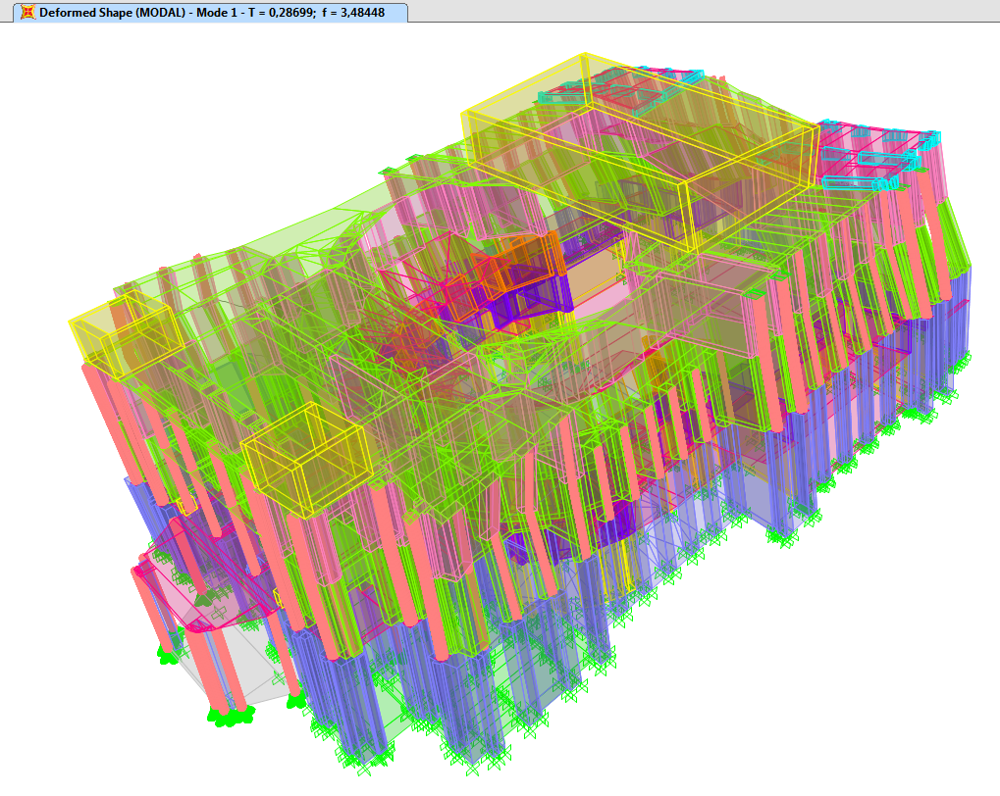 Deformed Shape (MODAL) - Mode 1 - T = 0,28699;  f = 3,48448